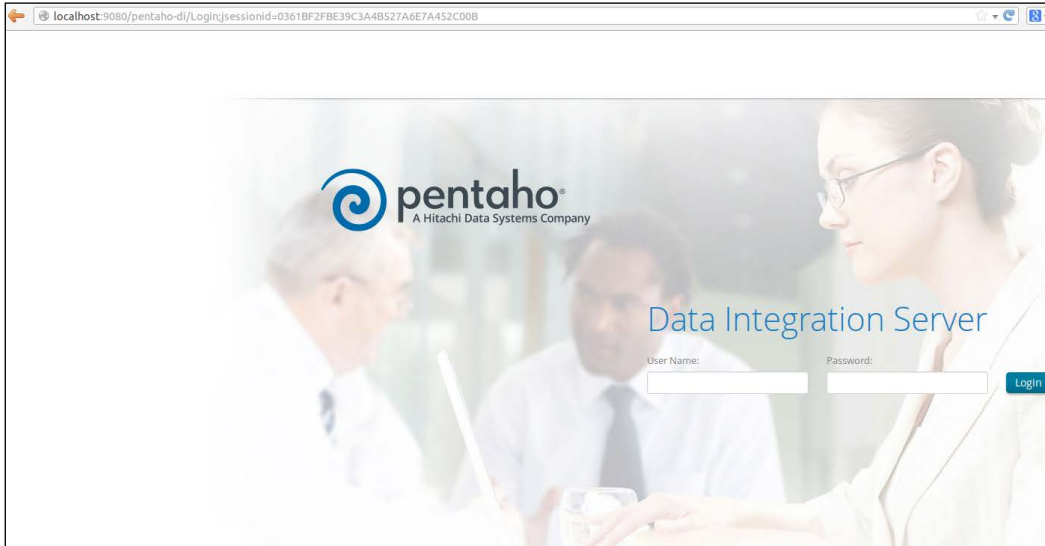 localhost:9080/pentaho-di/Login;jsessionid=0361BF2FBE39C3A4B527A6E7A452C00B
pentaho®
A Hitachi Data Systems Company
Data Integration Server
User Name: Password:
Login